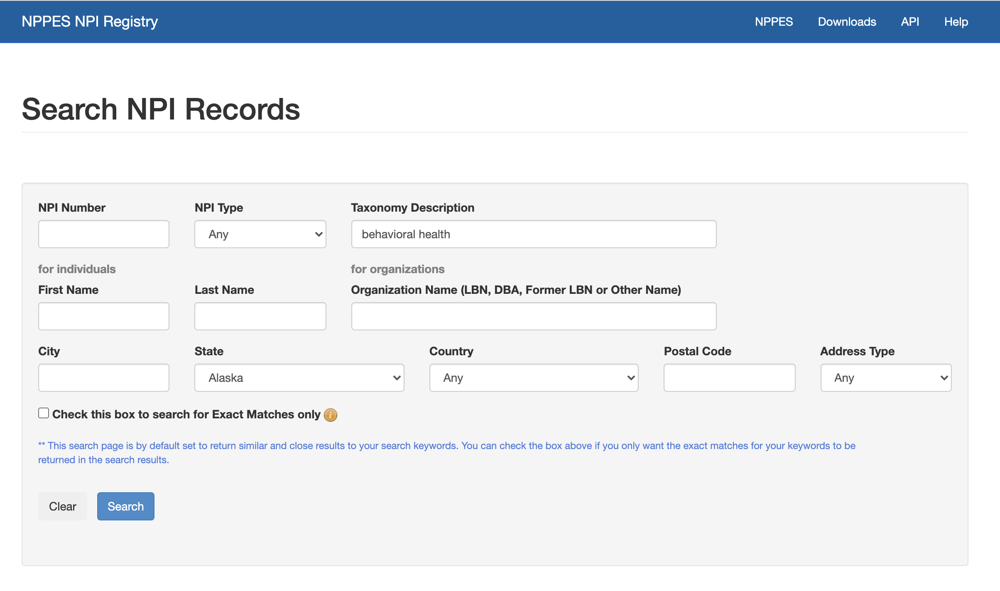 NPPES NPI Registry
NPPES Downloads API Help
Search NPI Records
NPI Number NPI Type Taxonomy Description
Any behavioral health
for individuals for organizations
First Name Last Name Organization Name (LBN, DBA, Former LBN or Other Name)
City State Country Postal Code Address Type
Alaska Any Any
Check this box to search for Exact Matches only i
** This search page is by default set to return similar and close results to your search keywords. You can check the box above if you only want the exact matches for your keywords to be
returned in the search results.
Clear Search